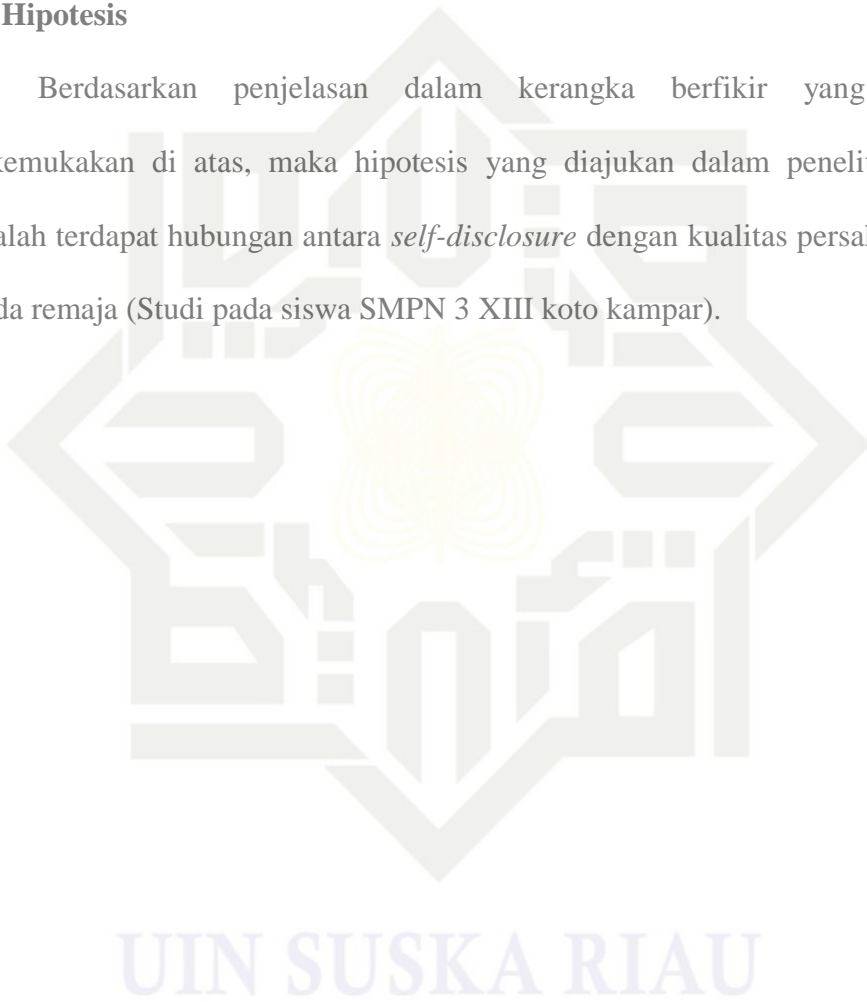 Hipotesis
Berdasarkan penjelasan dalam kerangka berfikir yang
kemukakan di atas, maka hipotesis yang diajukan dalam penelit
alah terdapat hubungan antara self-disclosure dengan kualitas persal
da remaja (Studi pada siswa SMPN 3 XIII koto kampar).
UIN SUSKA RIAU